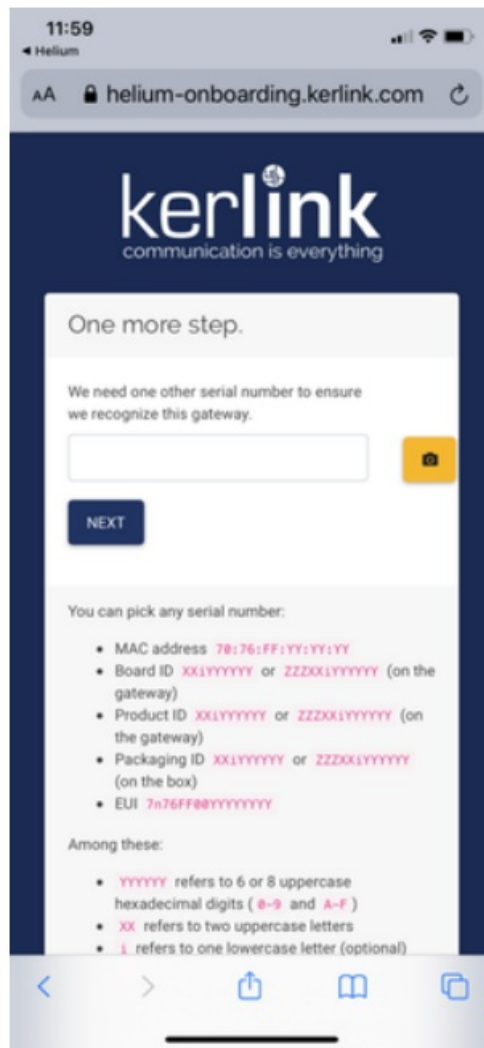 11:59
◀ Helium
AA helium-onboarding.kerlink.com
kerlink
communication is everything
One more step.
We need one other serial number to ensure
we recognize this gateway.
NEXT
You can pick any serial number:
• MAC address 70:76:FF:YY:YY:YY
• Board ID XXiYYYYYY or ZZZXXiYYYYYY (on the
gateway)
• Product ID XXiYYYYYY or ZZZXXiYYYYYY (on
the gateway)
• Packaging ID XXiYYYYYY or ZZZXXiYYYYYY
(on the box)
• EUI 7n76FF00YYYYYYYY
Among these:
• YYYYYY refers to 6 or 8 uppercase
hexadecimal digits ( 0-9 and A-F )
• XX refers to two uppercase letters
• i refers to one lowercase letter (optional)